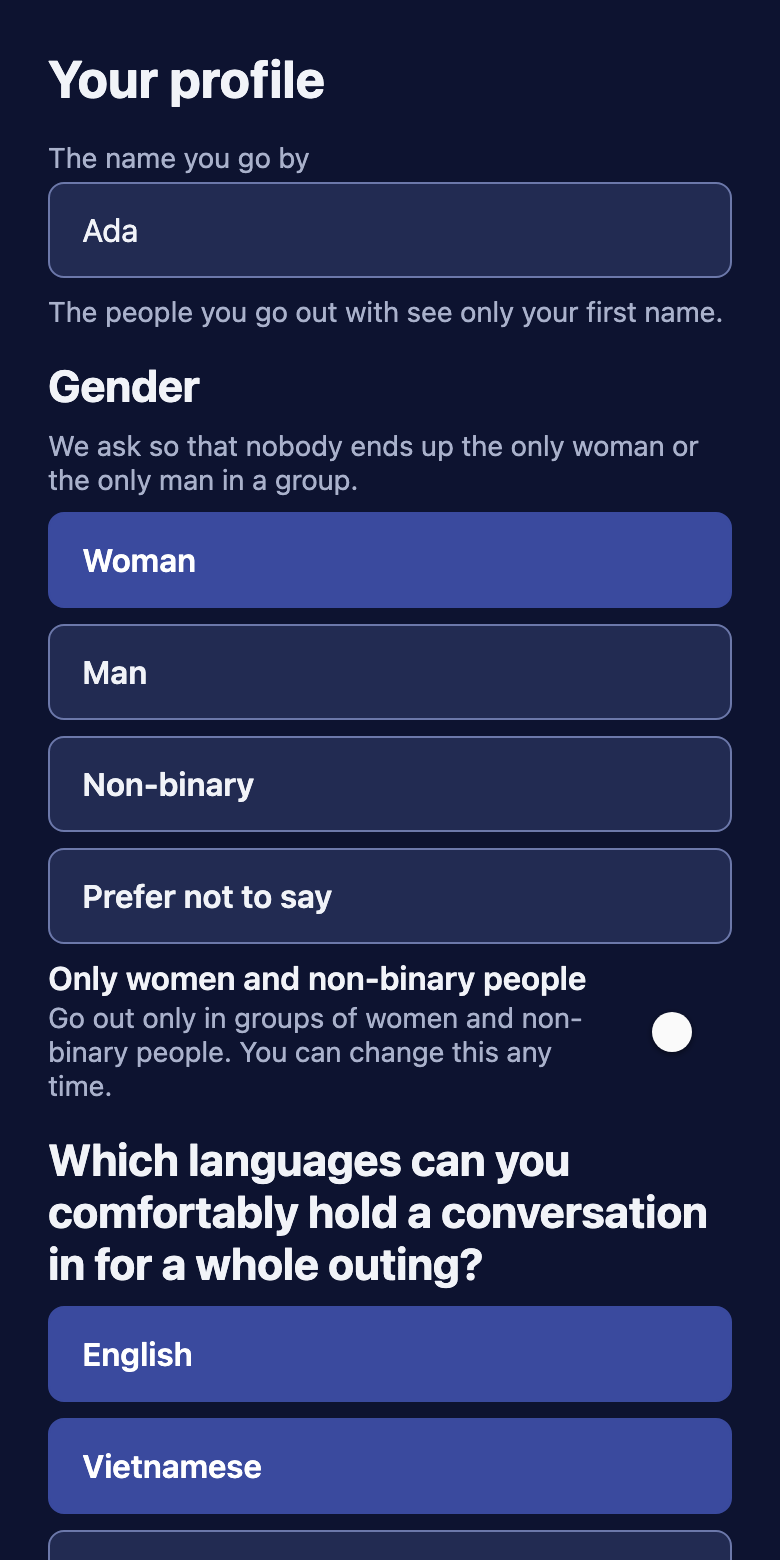 Your profile
The name you go by
Ada
The people you go out with see only your first name.
Gender
We ask so that nobody ends up the only woman or
the only man in a group.
Woman
Man
Non-binary
Prefer not to say
Only women and non-binary people
Go out only in groups of women and non-
binary people. You can change this any
time.
Which languages can you
comfortably hold a conversation
in for a whole outing?
English
Vietnamese